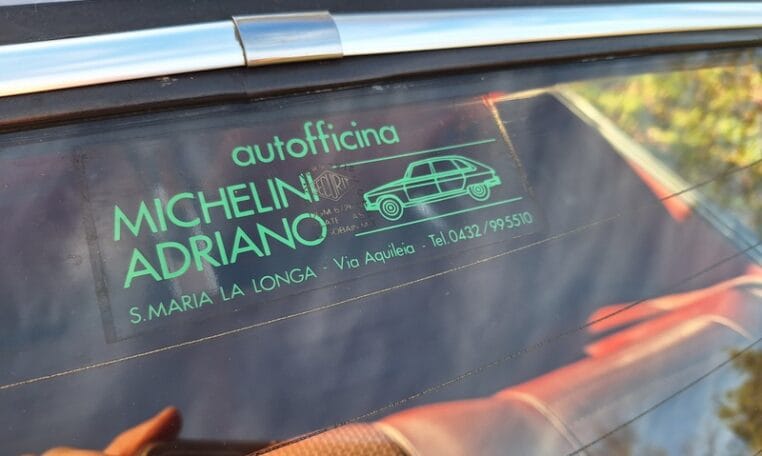 autofficina
MICHELINI
ADRIANO
S.MARIA LA LONGA - Via Aquileia - Tel. 0432/995510